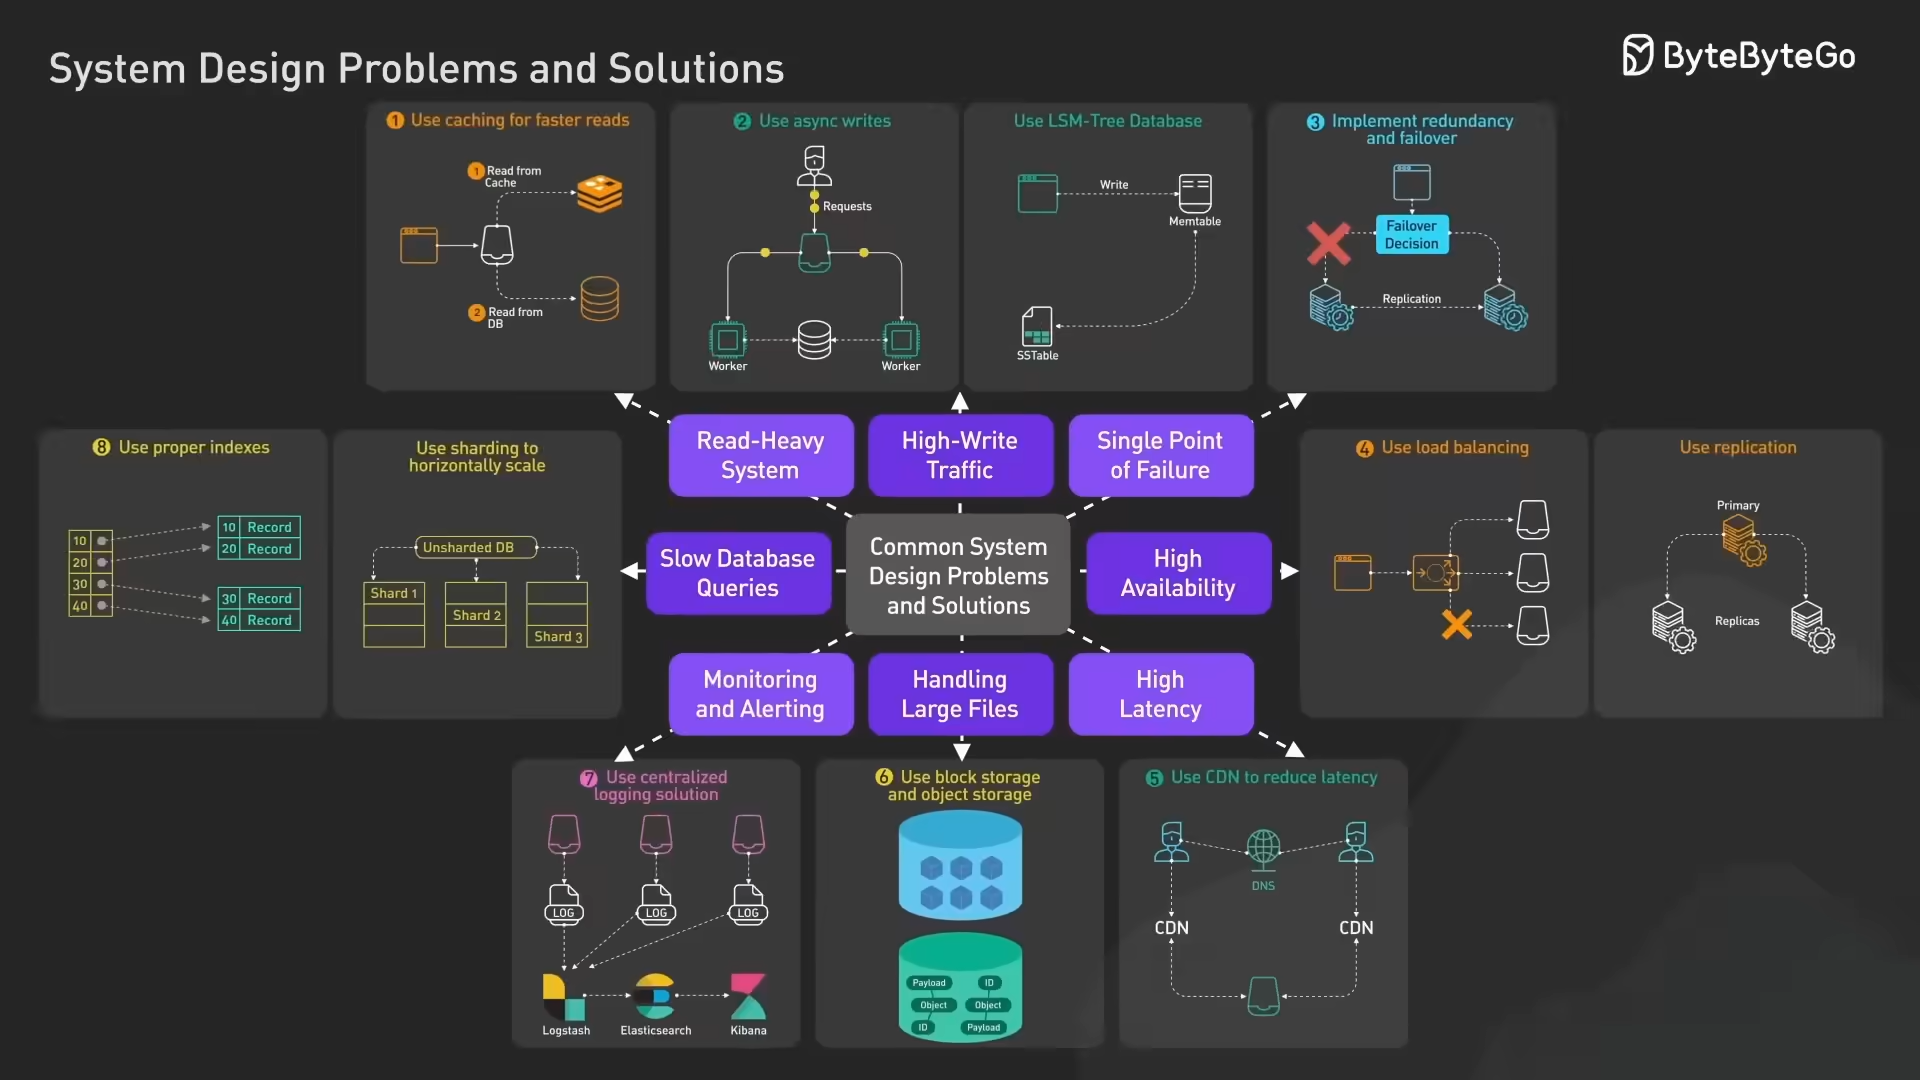 System Design Problems and Solutions
ByteByteGo
1 Use caching for faster reads
1 Read from
Cache
2 Read from
DB
2 Use async writes
Requests
Worker
Worker
Use LSM-Tree Database
Write
Memtable
SSTable
3 Implement redundancy
and failover
Failover
Decision
Replication
Read-Heavy
System
High-Write
Traffic
Single Point
of Failure
8 Use proper indexes
10
20
30
40
10 Record
20 Record
30 Record
40 Record
Use sharding to
horizontally scale
Unsharded DB
Shard 1
Shard 2
Shard 3
Slow Database
Queries
Common System
Design Problems
and Solutions
High
Availability
4 Use load balancing
Use replication
Primary
Replicas
Monitoring
and Alerting
Handling
Large Files
High
Latency
7 Use centralized
logging solution
LOG
LOG
LOG
Logstash
Elasticsearch
Kibana
6 Use block storage
and object storage
Payload
Object
ID
ID
Object
Payload
5 Use CDN to reduce latency
DNS
CDN
CDN